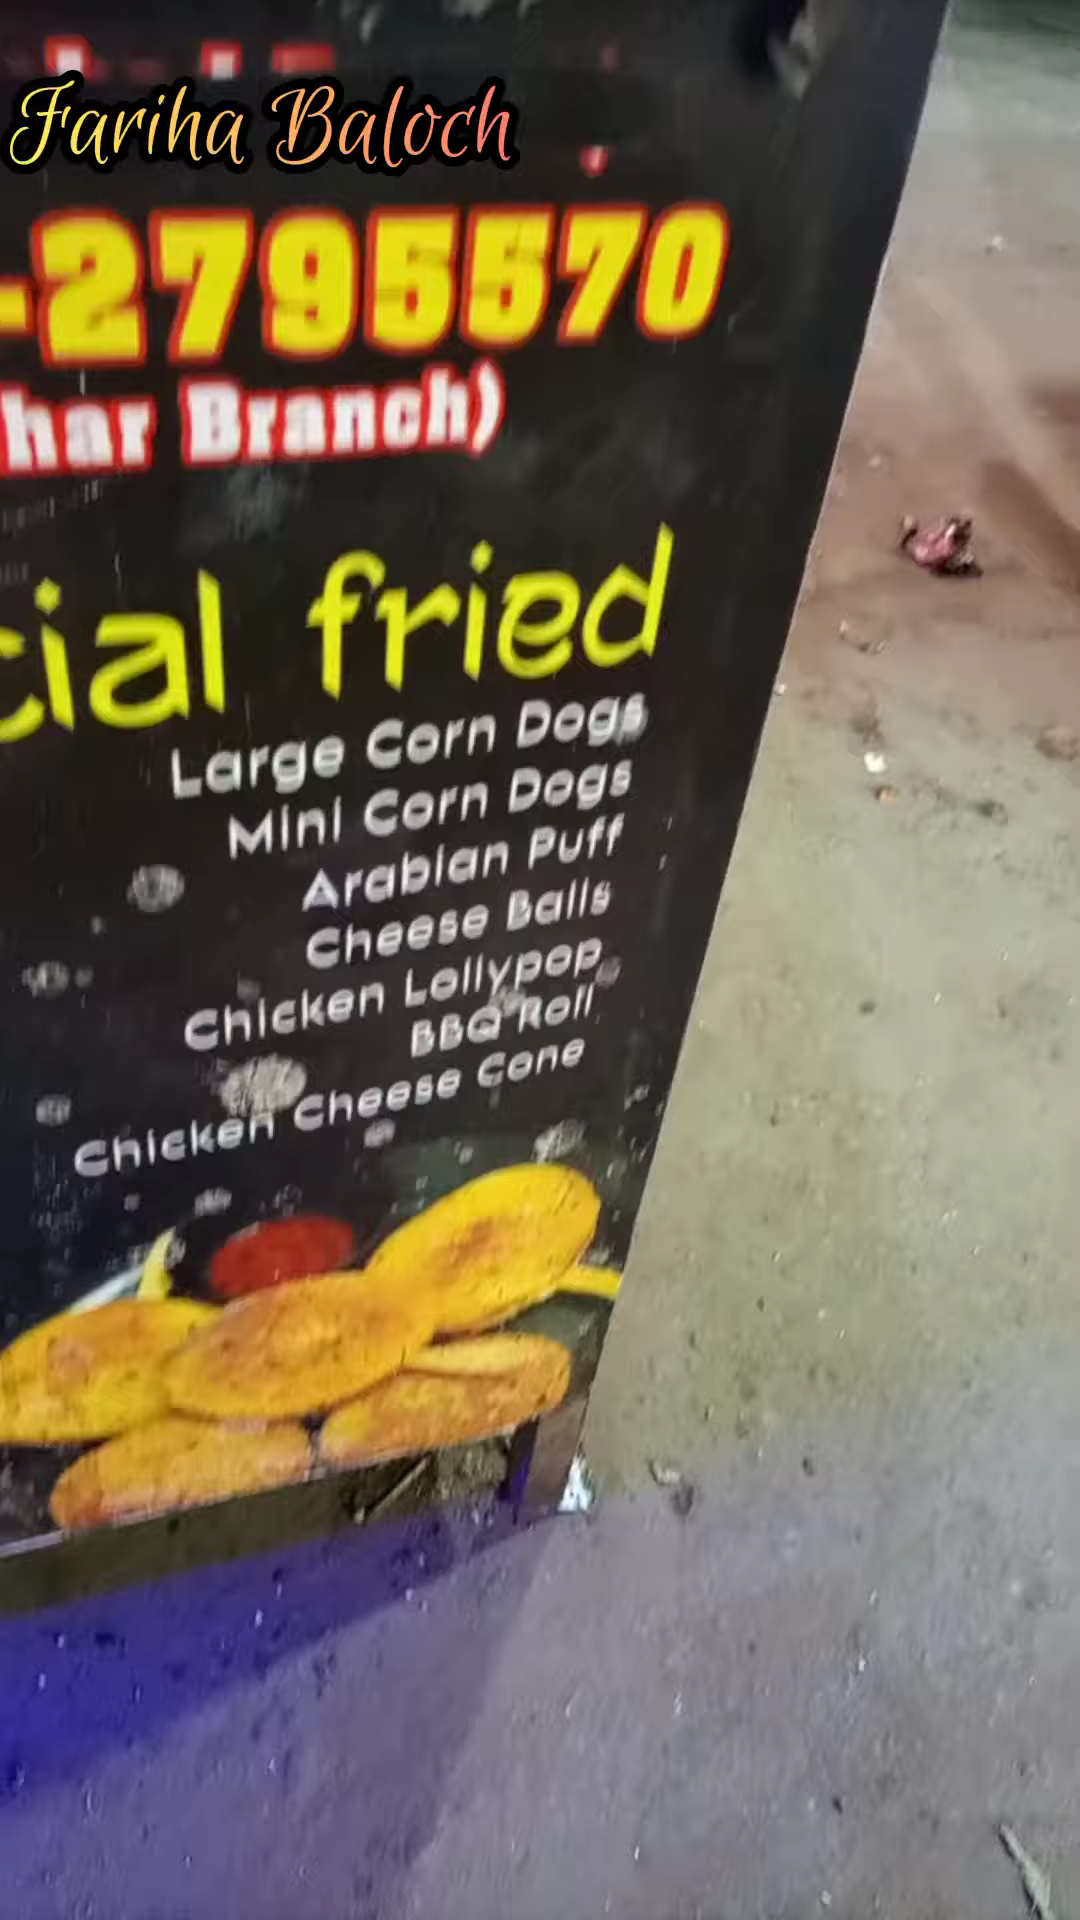 Fariha Baloch
-2795570
har Branch)
cial fried
Large Corn Dogs
Mini Corn Dogs
Arabian Puff
Cheese Balls
Chicken Lollypop
BBQ Roll
Chicken Cheese Cone